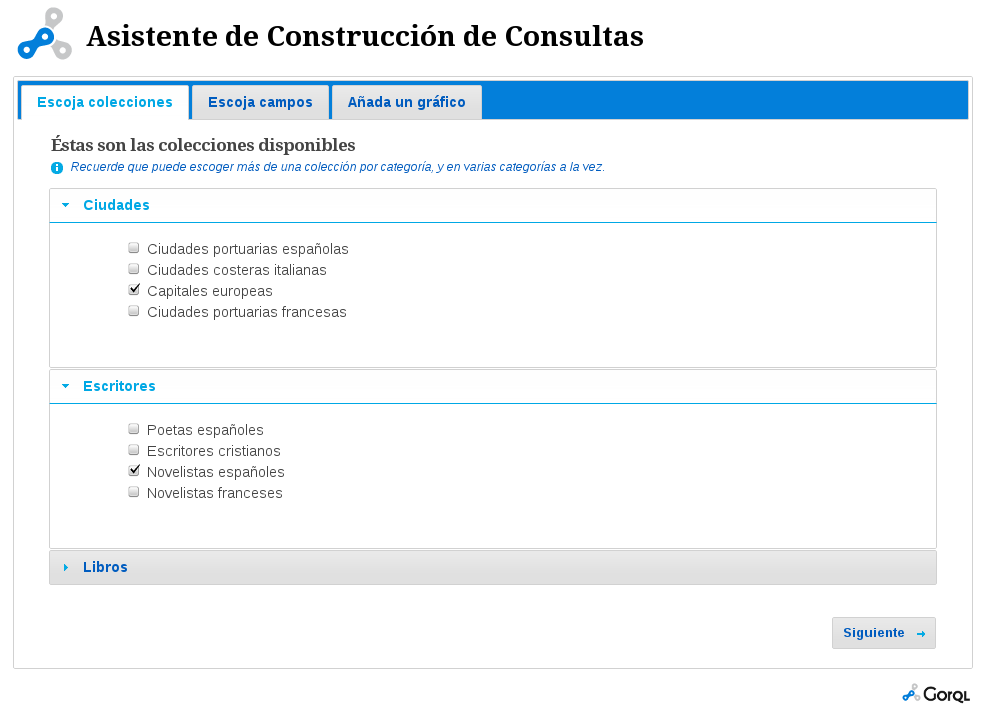 Asistente de Construcción de Consultas
Escoja colecciones
Escoja campos
Añada un gráfico
Éstas son las colecciones disponibles
Recuerde que puede escoger más de una colección por categoría, y en varias categorías a la vez.
Ciudades
Ciudades portuarias españolas
Ciudades costeras italianas
Capitales europeas
Ciudades portuarias francesas
Escritores
Poetas españoles
Escritores cristianos
Novelistas españoles
Novelistas franceses
Libros
Siguiente
GORQL